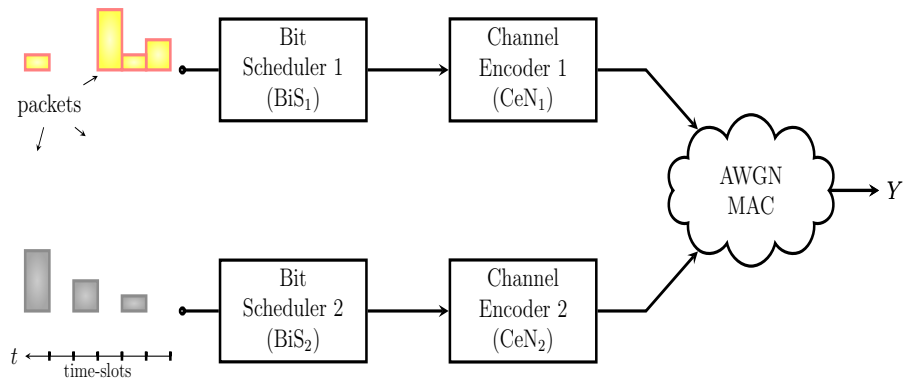 packets
Bit
Scheduler 1
(BiS₁)
Channel
Encoder 1
(CeN₁)
AWGN
MAC
Y
Bit
Scheduler 2
(BiS₂)
Channel
Encoder 2
(CeN₂)
t
time-slots